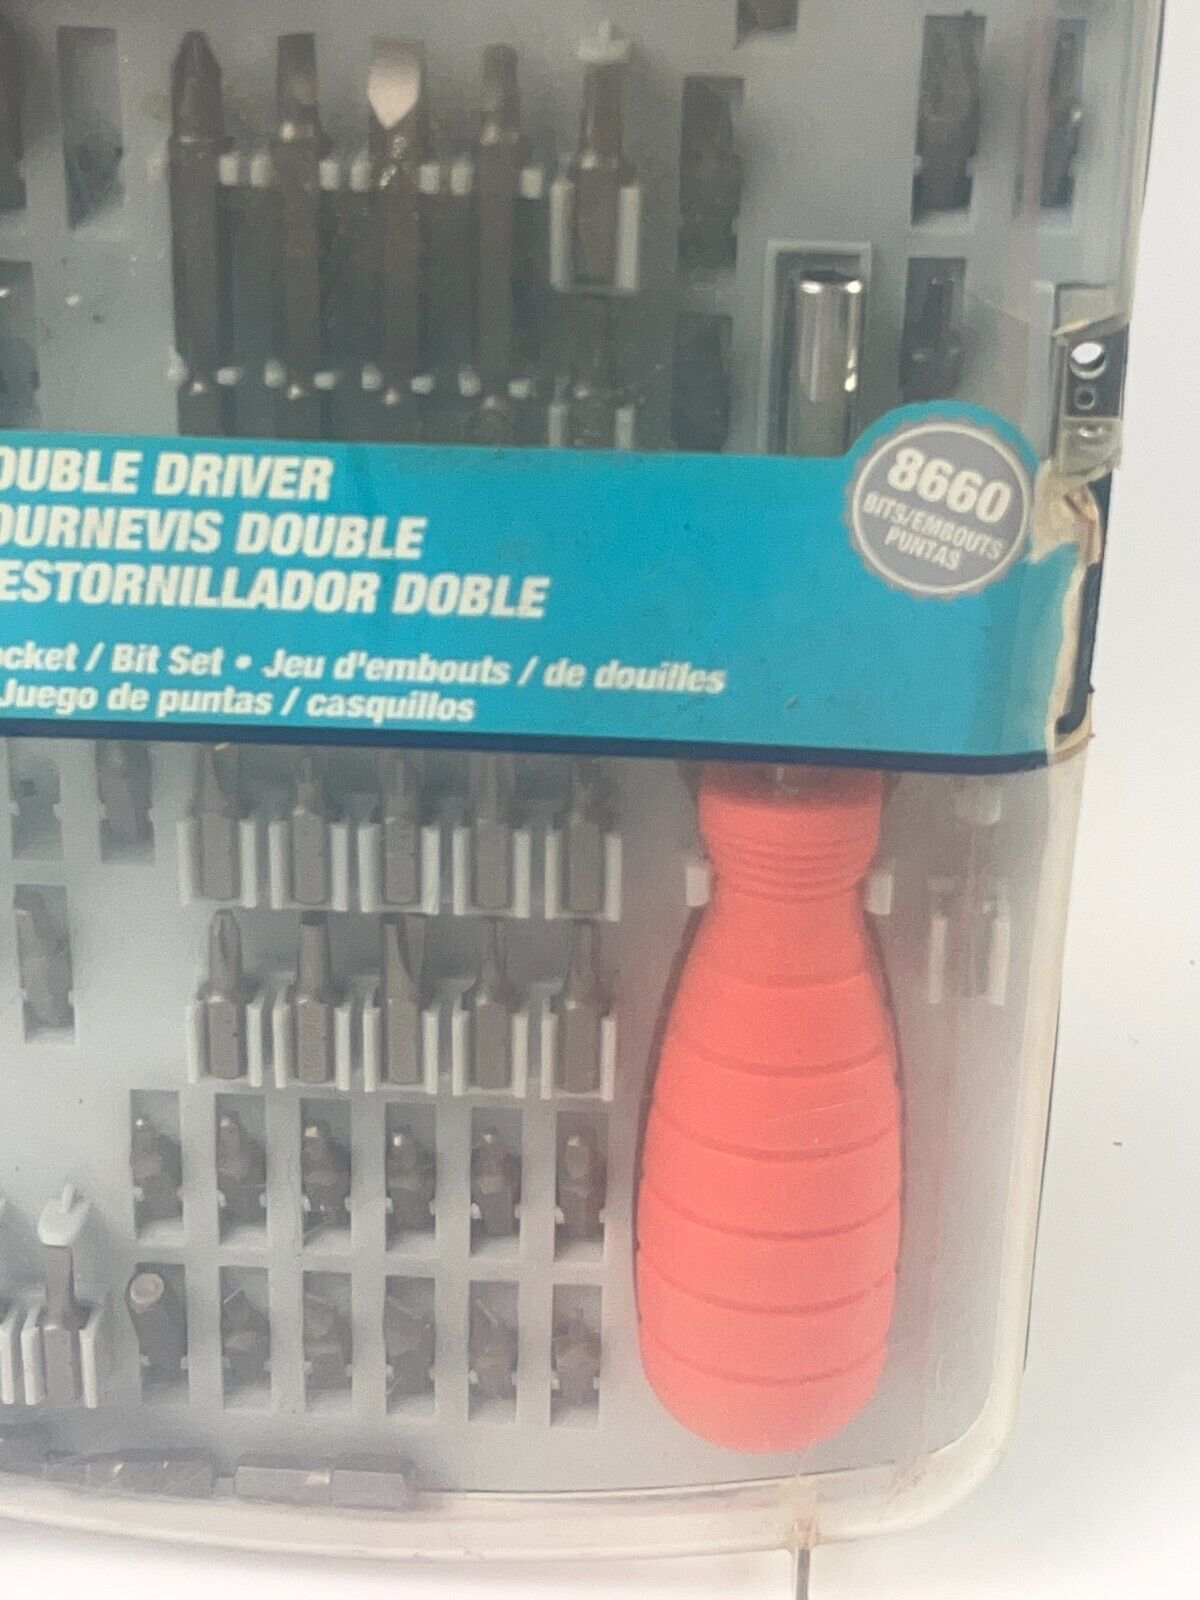 OUBLE DRIVER
OURNEVIS DOUBLE
ESTORNILLADOR DOBLE
ocket / Bit Set • Jeu d'embouts / de douilles
Juego de puntas / casquillos
8660
BITS/EMBOUTS
PUNTAS